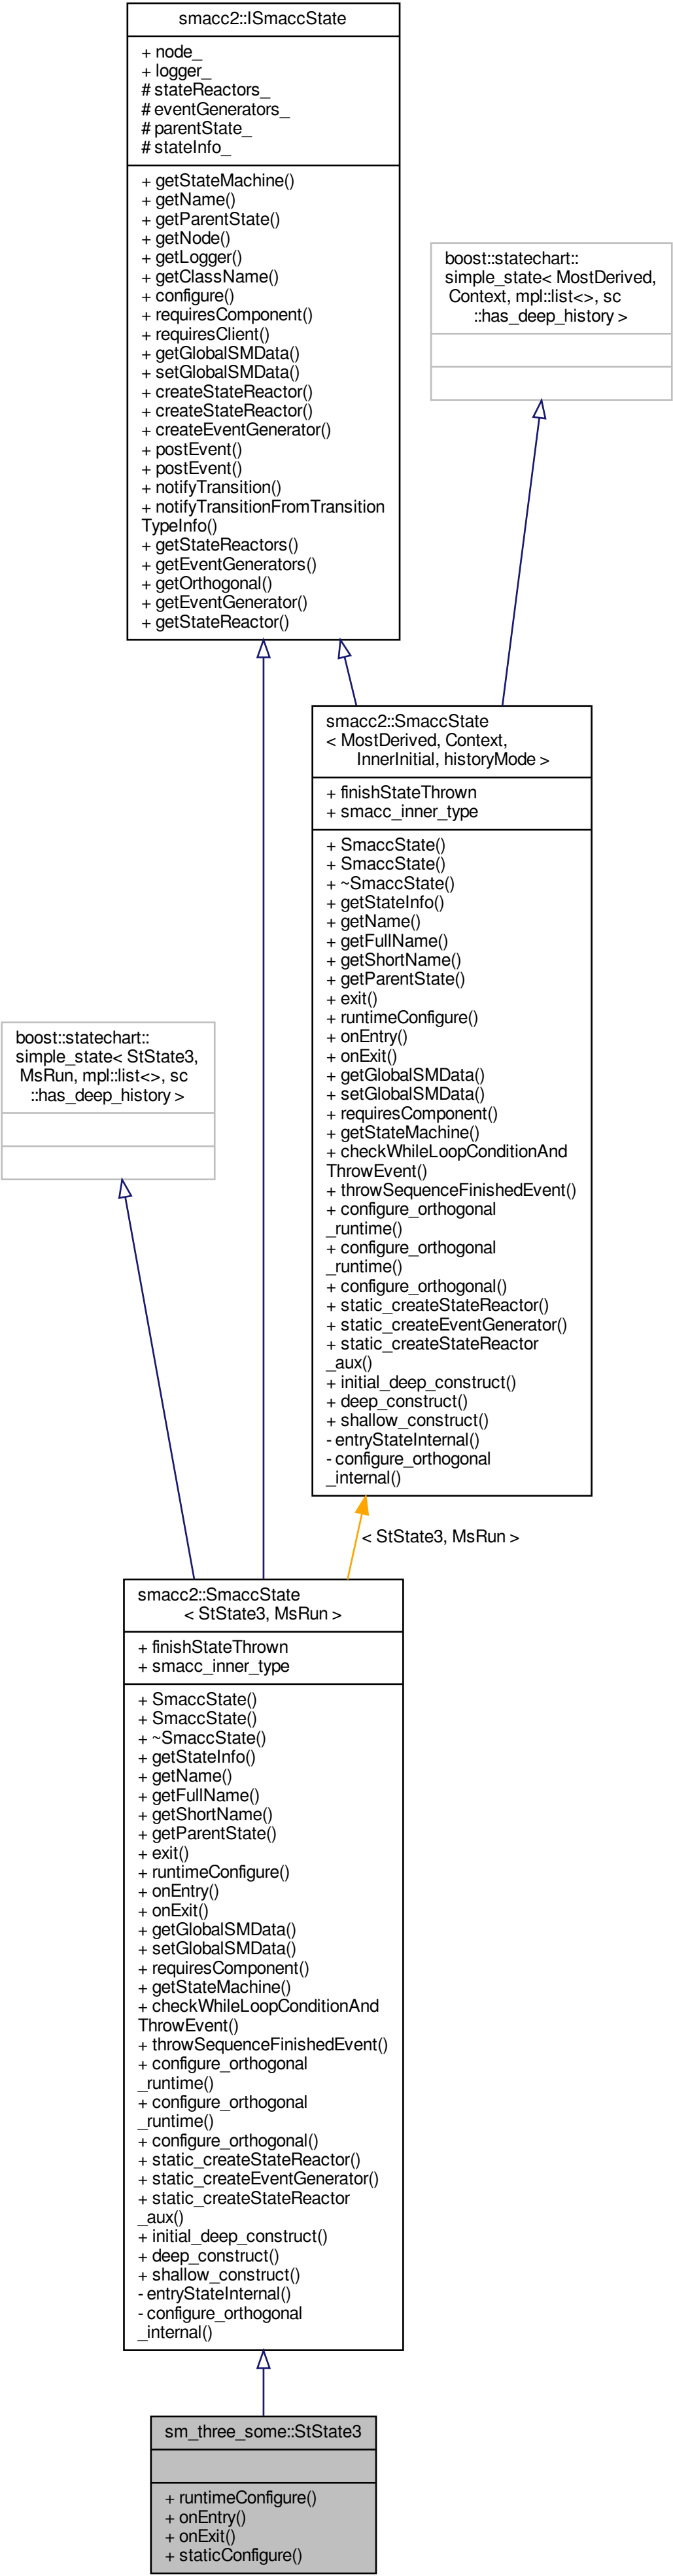 smacc2::ISmaccState
+ node_
+ logger_
# stateReactors_
# eventGenerators_
# parentState_
# stateInfo_
+ getStateMachine()
+ getName()
+ getParentState()
+ getNode()
+ getLogger()
+ getClassName()
+ configure()
+ requiresComponent()
+ requiresClient()
+ getGlobalSMData()
+ setGlobalSMData()
+ createStateReactor()
+ createStateReactor()
+ createEventGenerator()
+ postEvent()
+ postEvent()
+ notifyTransition()
+ notifyTransitionFromTransition
TypeInfo()
+ getStateReactors()
+ getEventGenerators()
+ getOrthogonal()
+ getEventGenerator()
+ getStateReactor()
boost::statechart::
simple_state< MostDerived,
Context, mpl::list<>, sc
::has_deep_history >
smacc2::SmaccState
< MostDerived, Context,
InnerInitial, historyMode >
+ finishStateThrown
+ smacc_inner_type
+ SmaccState()
+ SmaccState()
+ ~SmaccState()
+ getStateInfo()
+ getName()
+ getFullName()
+ getShortName()
+ getParentState()
+ exit()
+ runtimeConfigure()
+ onEntry()
+ onExit()
+ getGlobalSMData()
+ setGlobalSMData()
+ requiresComponent()
+ getStateMachine()
+ checkWhileLoopConditionAnd
ThrowEvent()
+ throwSequenceFinishedEvent()
+ configure_orthogonal
_runtime()
+ configure_orthogonal
_runtime()
+ configure_orthogonal()
+ static_createStateReactor()
+ static_createEventGenerator()
+ static_createStateReactor
_aux()
+ initial_deep_construct()
+ deep_construct()
+ shallow_construct()
- entryStateInternal()
- configure_orthogonal
_internal()
boost::statechart::
simple_state< StState3,
MsRun, mpl::list<>, sc
::has_deep_history >
< StState3, MsRun >
smacc2::SmaccState
< StState3, MsRun >
+ finishStateThrown
+ smacc_inner_type
+ SmaccState()
+ SmaccState()
+ ~SmaccState()
+ getStateInfo()
+ getName()
+ getFullName()
+ getShortName()
+ getParentState()
+ exit()
+ runtimeConfigure()
+ onEntry()
+ onExit()
+ getGlobalSMData()
+ setGlobalSMData()
+ requiresComponent()
+ getStateMachine()
+ checkWhileLoopConditionAnd
ThrowEvent()
+ throwSequenceFinishedEvent()
+ configure_orthogonal
_runtime()
+ configure_orthogonal
_runtime()
+ configure_orthogonal()
+ static_createStateReactor()
+ static_createEventGenerator()
+ static_createStateReactor
_aux()
+ initial_deep_construct()
+ deep_construct()
+ shallow_construct()
- entryStateInternal()
- configure_orthogonal
_internal()
sm_three_some::StState3
+ runtimeConfigure()
+ onEntry()
+ onExit()
+ staticConfigure()